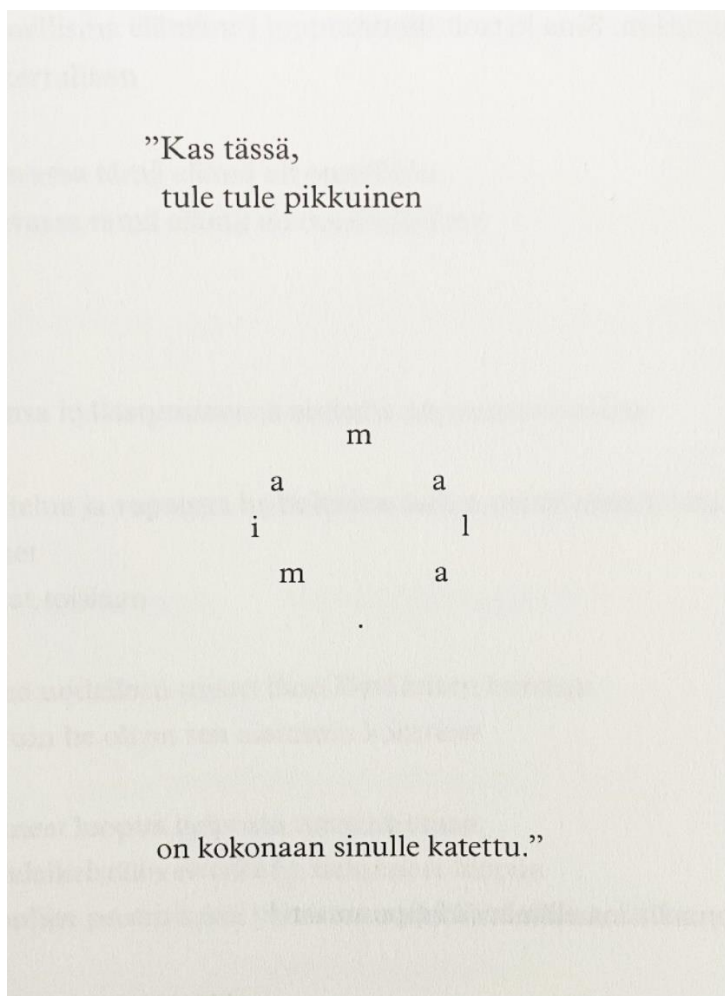 ”Kas tässä,
tule tule pikkuinen
m
a a
i l
m a
.
on kokonaan sinulle katettu.”